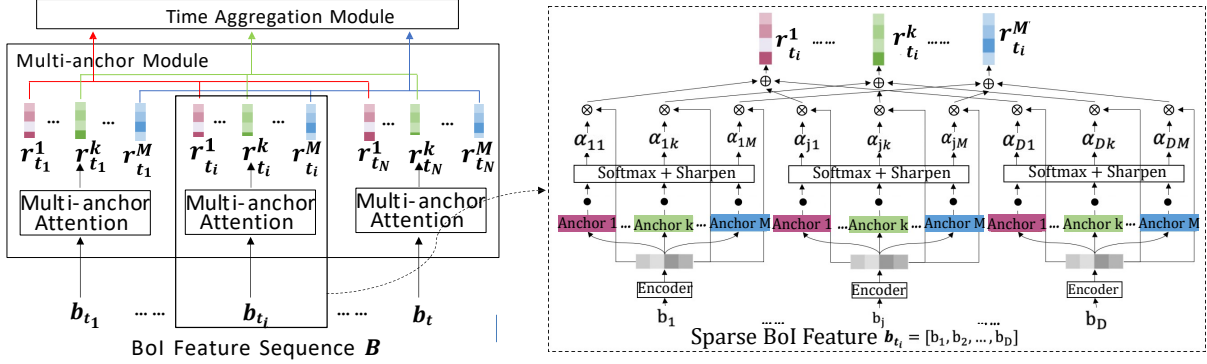 Time Aggregation Module
Multi-anchor Module
... ... ... ... ... ...
r^1_{t_1} r^k_{t_1} r^M_{t_1} r^1_{t_i} r^k_{t_i} r^M_{t_i} r^1_{t_N} r^k_{t_N} r^M_{t_N}
Multi-anchor Attention
Multi-anchor Attention
Multi-anchor Attention
b_{t_1} ... ... b_{t_i} ... ... b_t
BoI Feature Sequence B
r^1_{t_i} ... ... r^k_{t_i} ... ... r^M_{t_i}
⊕ ⊕ ⊕
⊗ ⊗ ⊗ ⊗ ⊗ ⊗ ⊗ ⊗ ⊗
α_{11} α_{1k} α_{1M} α_{j1} α_{jk} α_{jM} α_{D1} α_{Dk} α_{DM}
Softmax + Sharpen Softmax + Sharpen Softmax + Sharpen
Anchor 1 ... Anchor k ... Anchor M Anchor 1 ... Anchor k ... Anchor M Anchor 1 ... Anchor k ... Anchor M
Encoder Encoder Encoder
b_1 ... ... b_j ... ... b_D
Sparse BoI Feature b_{t_i} = [b_1, b_2, ... , b_D]